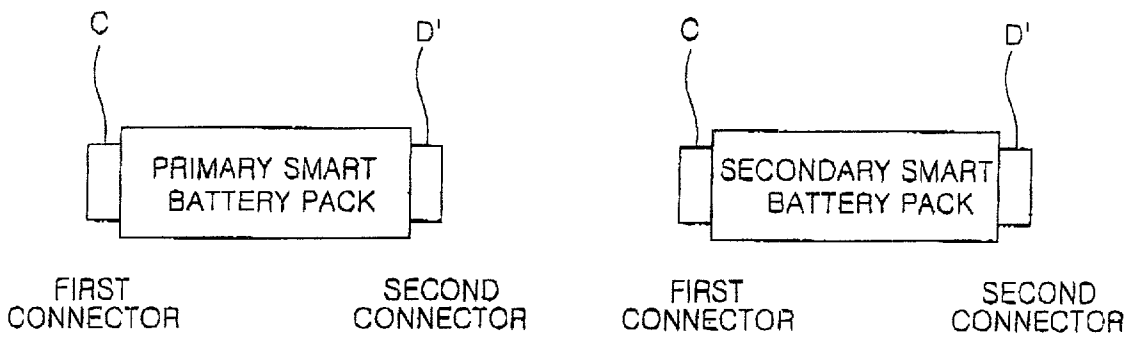 C
D'
C
D'
PRIMARY SMART
BATTERY PACK
SECONDARY SMART
BATTERY PACK
FIRST
CONNECTOR
SECOND
CONNECTOR
FIRST
CONNECTOR
SECOND
CONNECTOR